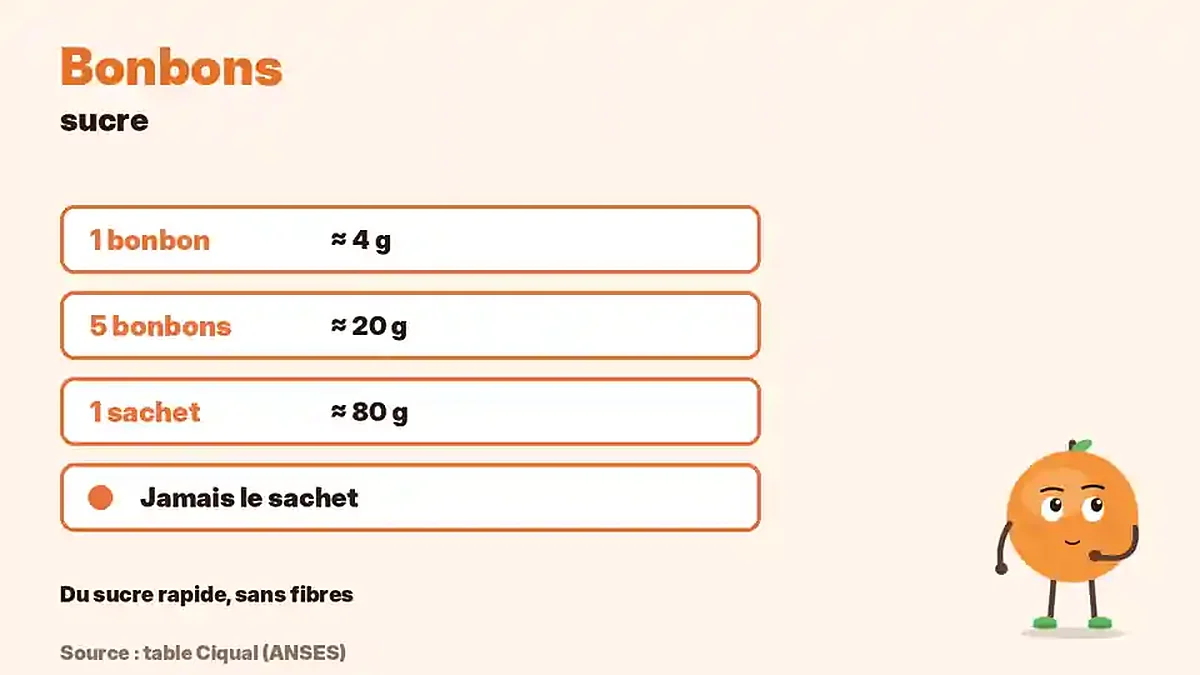 Bonbons
sucre
1 bonbon ≈ 4 g
5 bonbons ≈ 20 g
1 sachet ≈ 80 g
Jamais le sachet
Du sucre rapide, sans fibres
Source : table Ciqual (ANSES)